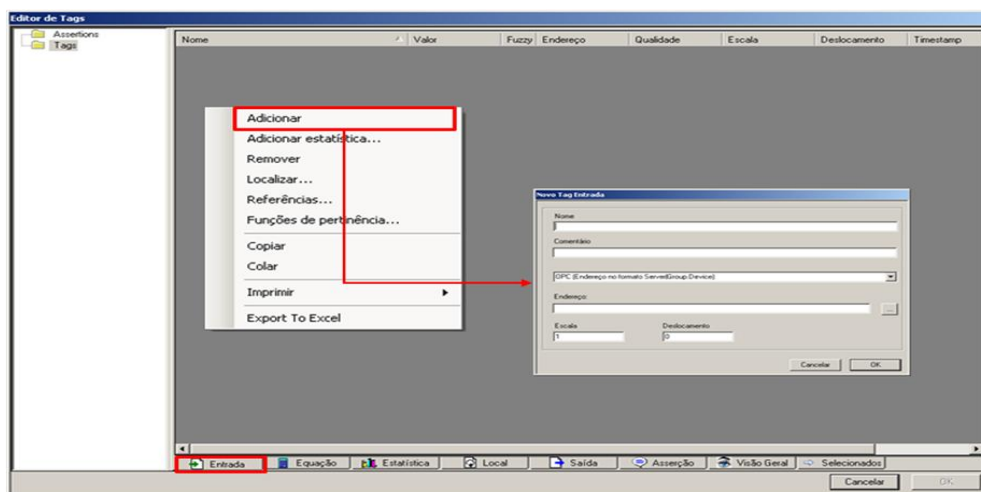 Editor de Tags
Assertions
Tags
Nome Valor Fuzzy Endereço Qualidade Escala Deslocamento Timestamp
Adicionar
Adicionar estatística...
Remover
Localizar...
Referências...
Funções de pertinência...
Copiar
Colar
Imprimir
Export To Excel
Novo Tag Entrada
Nome
Comentário
OPC (Endereço no formato Server!Group.Device)
Endereço:
...
Escala Deslocamento
1 0
Cancelar OK
Entrada Equação Estatística Local Saída Asserção Visão Geral Selecionados
Cancelar OK